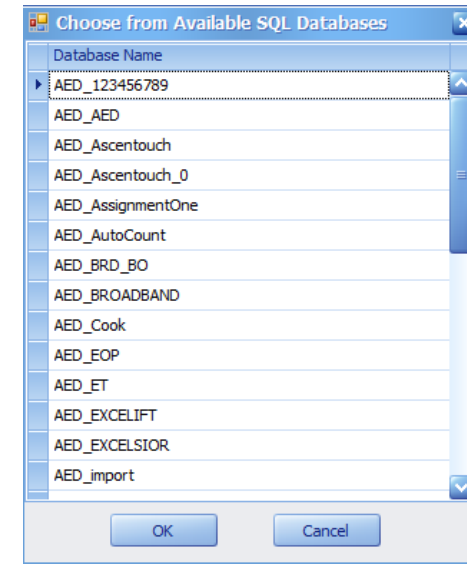 Choose from Available SQL Databases
Database Name
AED_123456789
AED_AED
AED_Ascentouch
AED_Ascentouch_0
AED_AssignmentOne
AED_AutoCount
AED_BRD_BO
AED_BROADBAND
AED_Cook
AED_EOP
AED_ET
AED_EXCELIFT
AED_EXCELSIOR
AED_import
OK Cancel